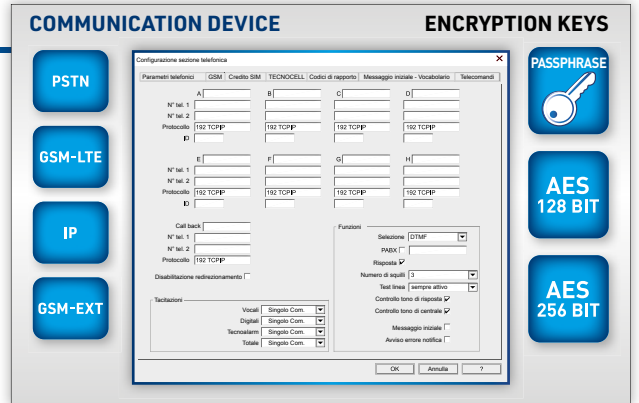 COMMUNICATION DEVICE
ENCRYPTION KEYS
PSTN
GSM-LTE
IP
GSM-EXT
Configurazione sezione telefonica
Parametri telefonici GSM Credito SIM TECNOCELL Codici di rapporto Messaggio iniziale - Vocabolario Telecomandi
A B C D
N° tel. 1
N° tel. 2
Protocollo 192 TCPIP 192 TCPIP 192 TCPIP 192 TCPIP
ID
E F G H
N° tel. 1
N° tel. 2
Protocollo 192 TCPIP 192 TCPIP 192 TCPIP 192 TCPIP
ID
Call back
N° tel. 1
N° tel. 2
Protocollo 192 TCPIP
Disabilitazione redirezionamento
Tacitazioni
Vocali Singolo Com.
Digitali Singolo Com.
Tecnoalarm Singolo Com.
Totale Singolo Com.
Funzioni
Selezione DTMF
PABX
Risposta
Numero di squilli 3
Test linea sempre attivo
Controllo tono di risposta
Controllo tono di centrale
Messaggio iniziale
Avviso errore notifica
OK Annulla ?
PASSPHRASE
AES
128 BIT
AES
256 BIT